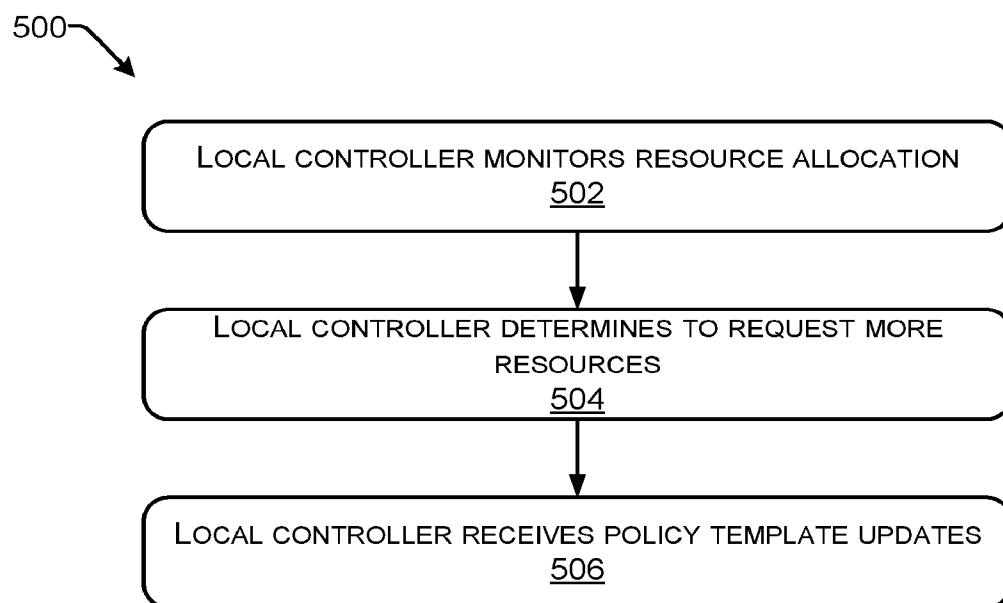 500
LOCAL CONTROLLER MONITORS RESOURCE ALLOCATION
502
LOCAL CONTROLLER DETERMINES TO REQUEST MORE
RESOURCES
504
LOCAL CONTROLLER RECEIVES POLICY TEMPLATE UPDATES
506